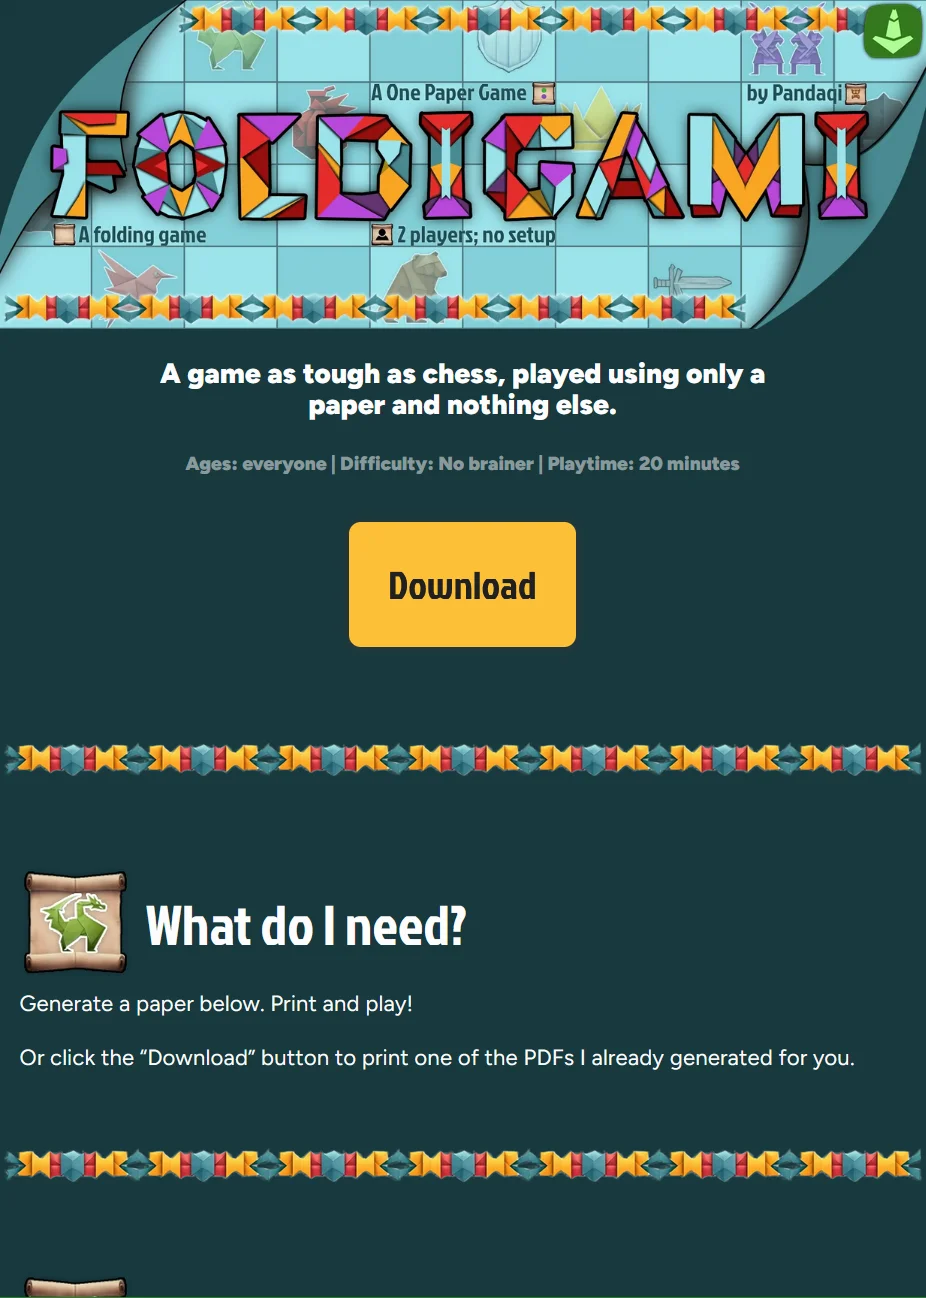 A One Paper Game
by Pandaqi
FOLDIGAMI
A folding game
2 players; no setup
A game as tough as chess, played using only a
paper and nothing else.
Ages: everyone | Difficulty: No brainer | Playtime: 20 minutes
Download
What do I need?
Generate a paper below. Print and play!
Or click the “Download” button to print one of the PDFs I already generated for you.